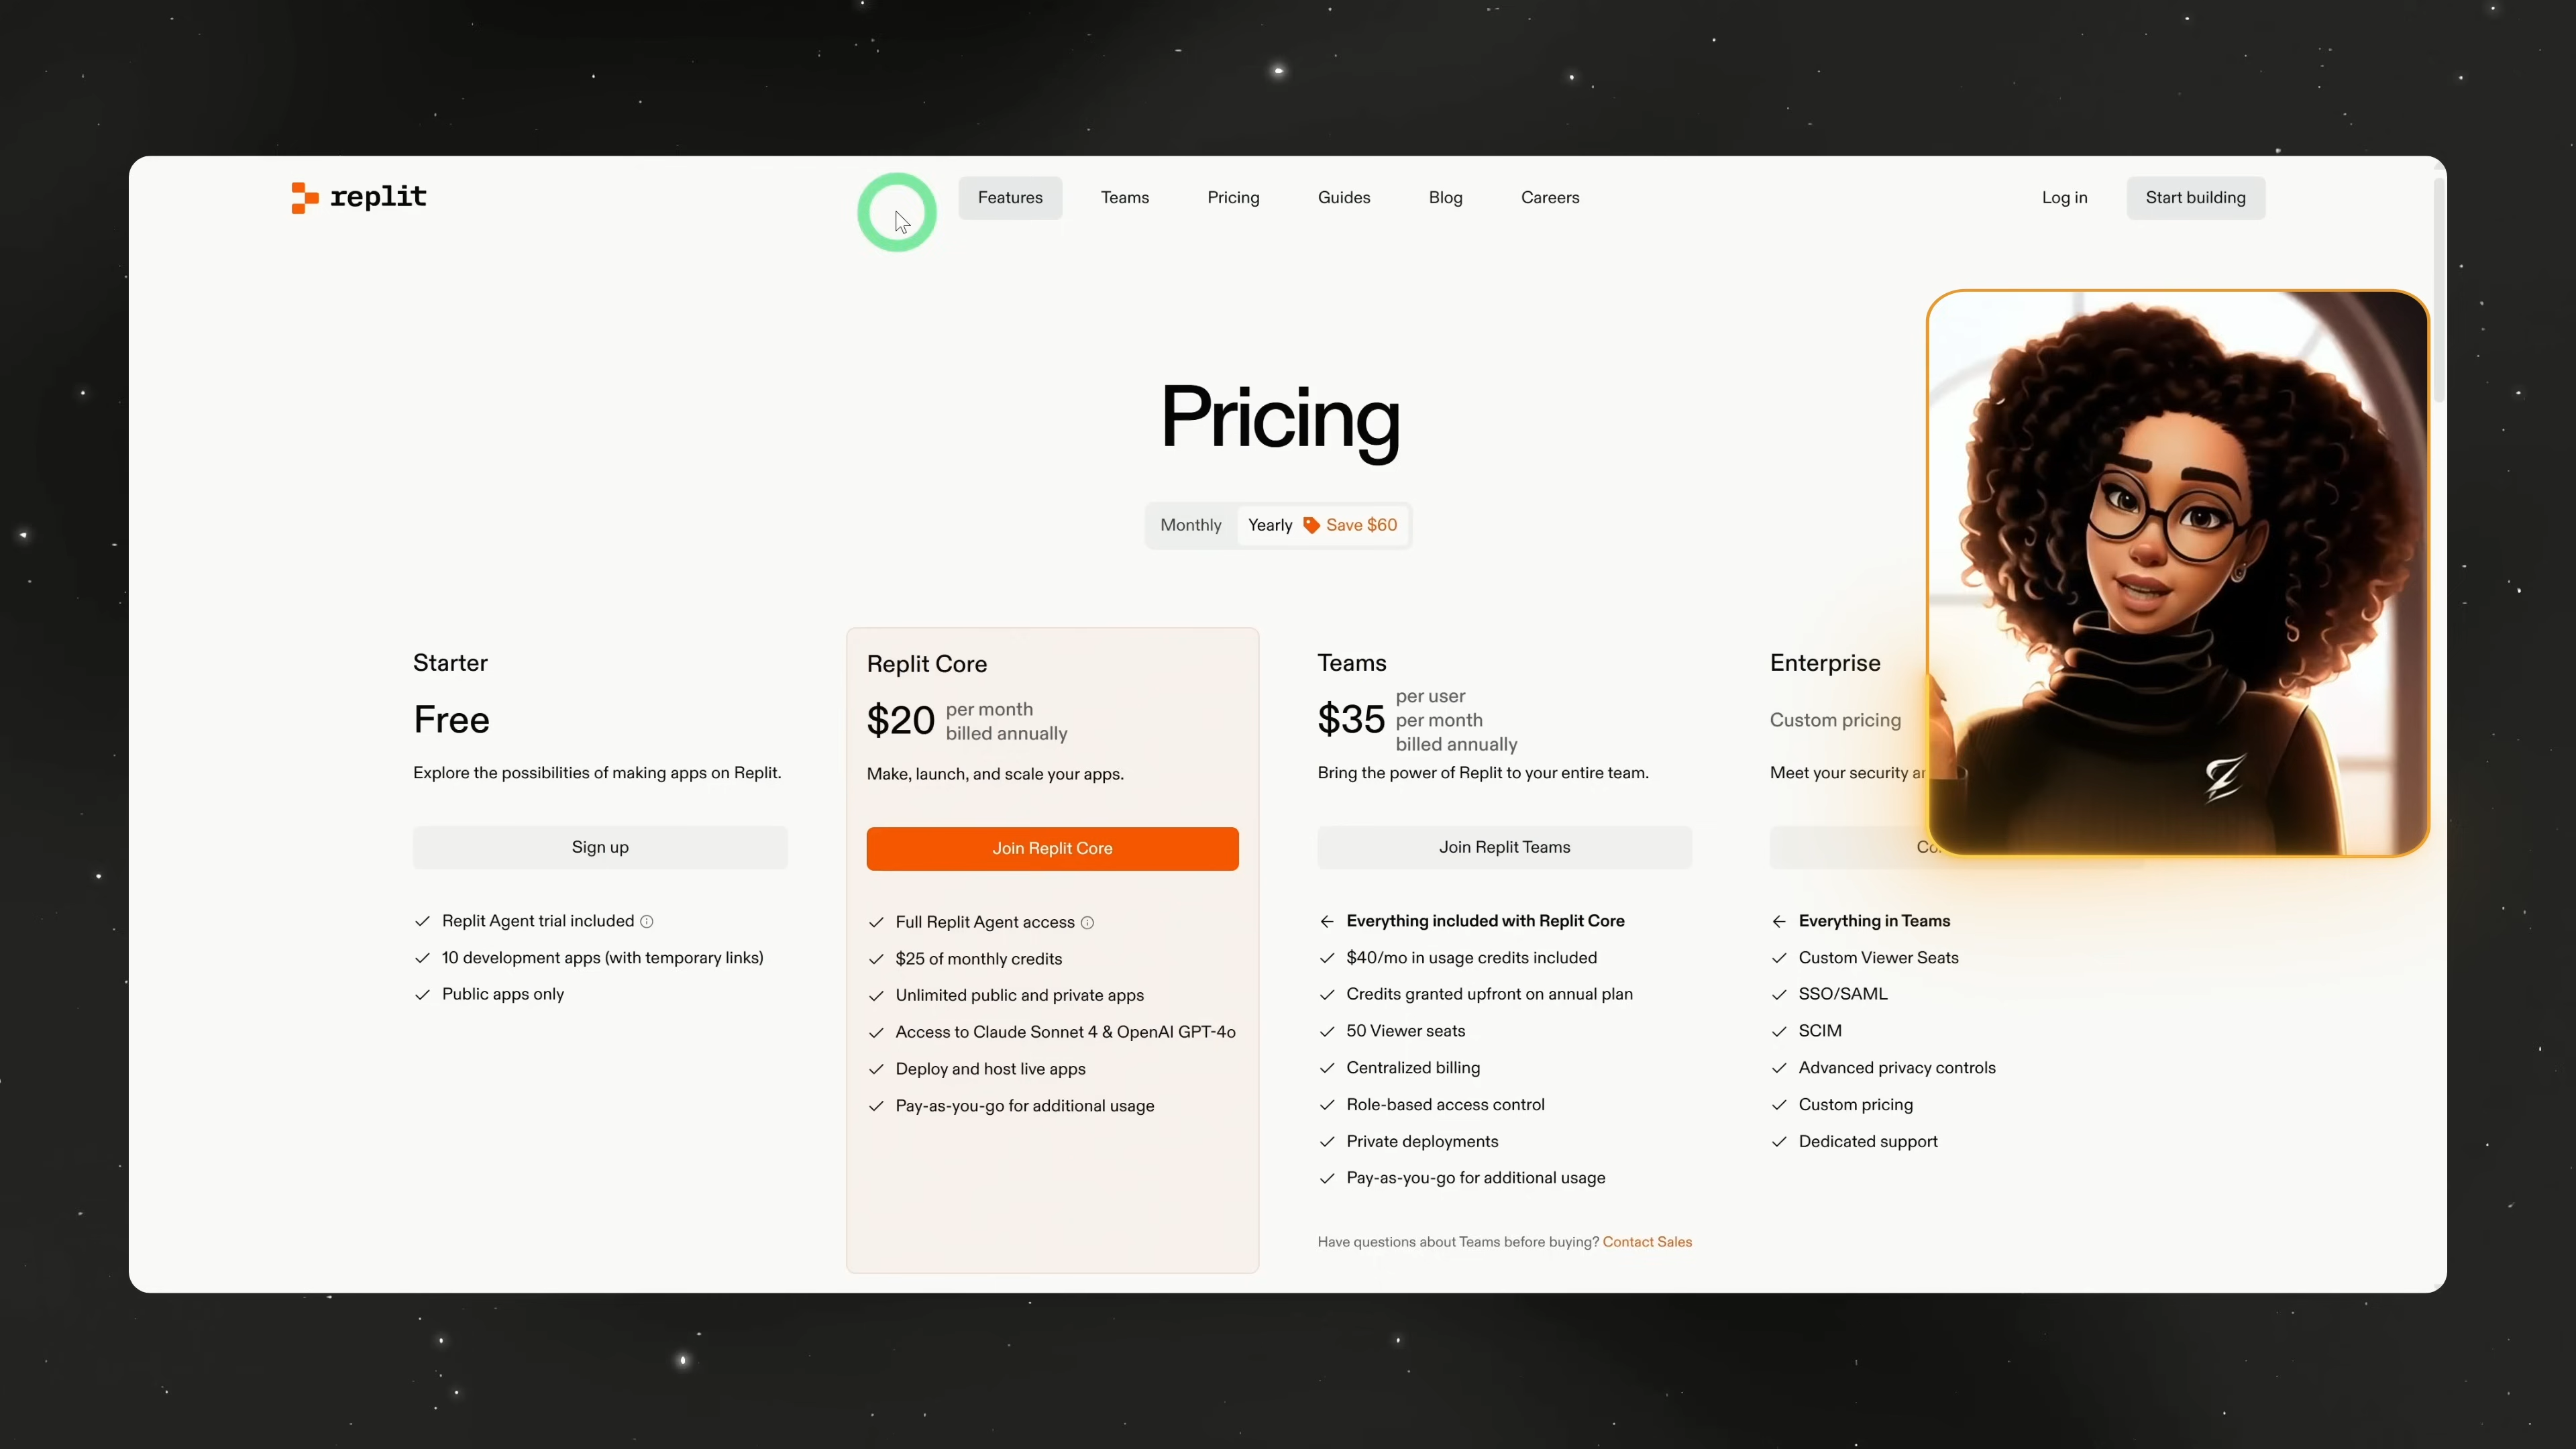 replit
Features
Teams
Pricing
Guides
Blog
Careers
Log in
Start building
Pricing
Monthly
Yearly
Save $60
Starter
Free
Explore the possibilities of making apps on Replit.
Sign up
Replit Agent trial included
10 development apps (with temporary links)
Public apps only
Replit Core
$20
per month
billed annually
Make, launch, and scale your apps.
Join Replit Core
Full Replit Agent access
$25 of monthly credits
Unlimited public and private apps
Access to Claude Sonnet 4 & OpenAI GPT-4o
Deploy and host live apps
Pay-as-you-go for additional usage
Teams
$35
per user
per month
billed annually
Bring the power of Replit to your entire team.
Join Replit Teams
Everything included with Replit Core
$40/mo in usage credits included
Credits granted upfront on annual plan
50 Viewer seats
Centralized billing
Role-based access control
Private deployments
Pay-as-you-go for additional usage
Have questions about Teams before buying? Contact Sales
Enterprise
Custom pricing
Meet your security
Everything in Teams
Custom Viewer Seats
SSO/SAML
SCIM
Advanced privacy controls
Custom pricing
Dedicated support